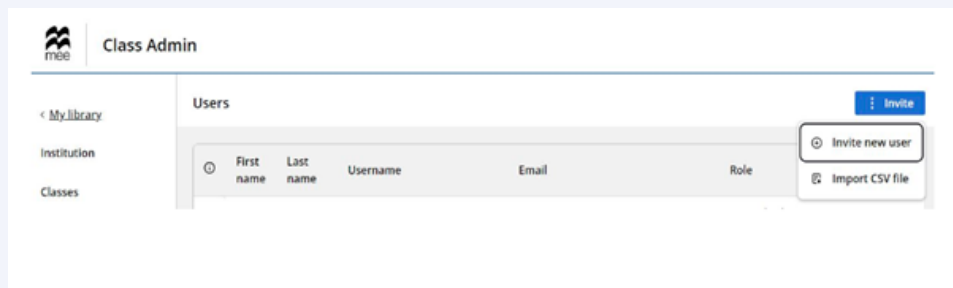 mee
Class Admin
< My library
Institution
Classes
Users
Invite
Invite new user
Import CSV file
First name
Last name
Username
Email
Role